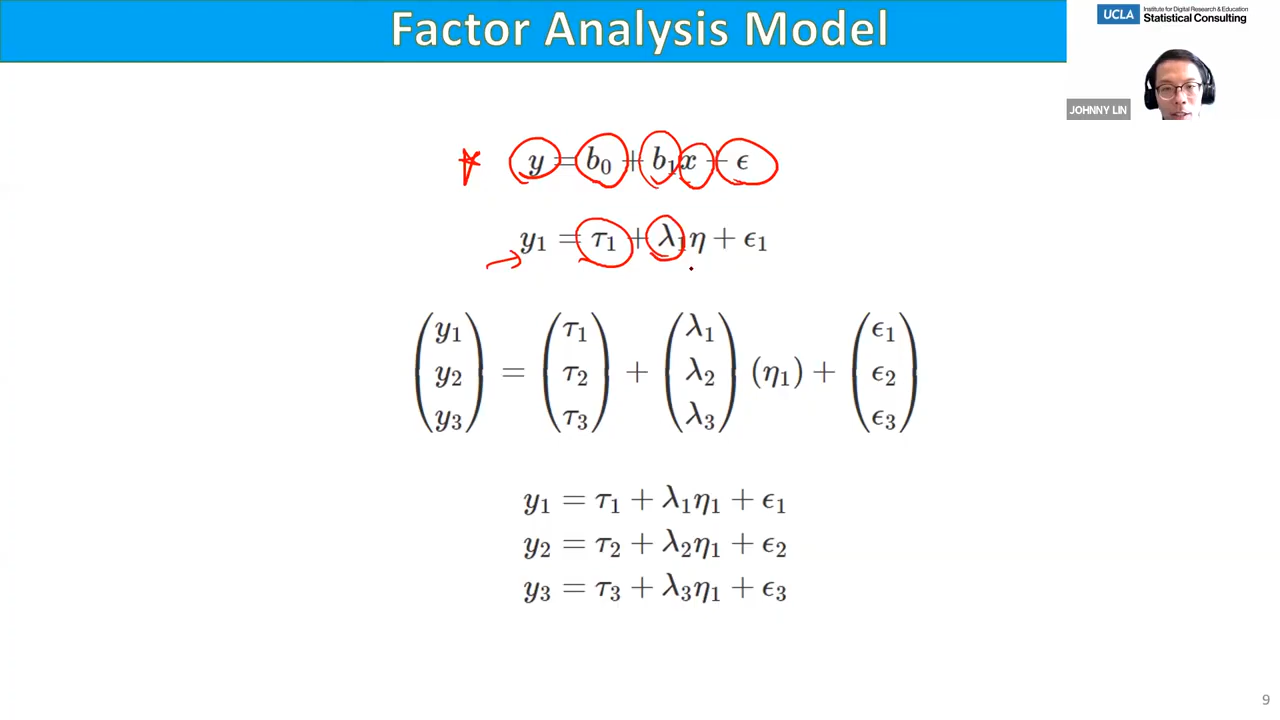 Factor Analysis Model
UCLA Institute for Digital Research & Education
Statistical Consulting
JOHNNY LIN
y = b₀ + b₁x + ϵ
y₁ = τ₁ + λ₁η + ϵ₁
(y₁ y₂ y₃) = (τ₁ τ₂ τ₃) + (λ₁ λ₂ λ₃) (η₁) + (ϵ₁ ϵ₂ ϵ₃)
y₁ = τ₁ + λ₁η₁ + ϵ₁
y₂ = τ₂ + λ₂η₁ + ϵ₂
y₃ = τ₃ + λ₃η₁ + ϵ₃
9